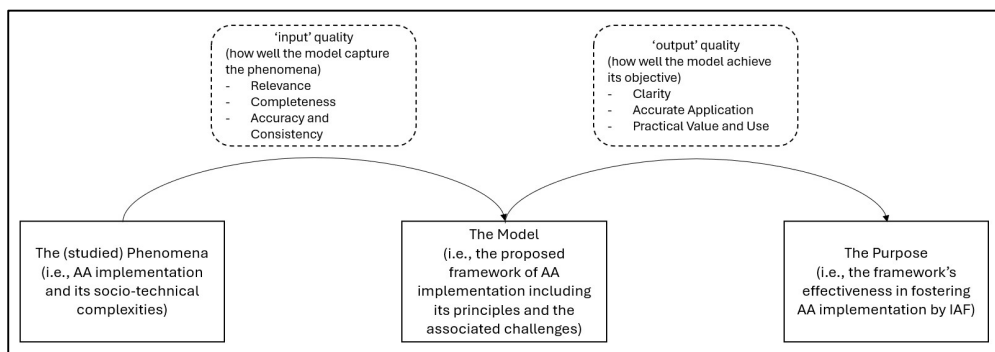 'input' quality
(how well the model capture
the phenomena)
- Relevance
- Completeness
- Accuracy and
Consistency
'output' quality
(how well the model achieve
its objective)
- Clarity
- Accurate Application
- Practical Value and Use
The (studied) Phenomena
(i.e., AA implementation
and its socio-technical
complexities)
The Model
(i.e., the proposed
framework of AA
implementation including
its principles and the
associated challenges)
The Purpose
(i.e., the framework's
effectiveness in fostering
AA implementation by IAF)